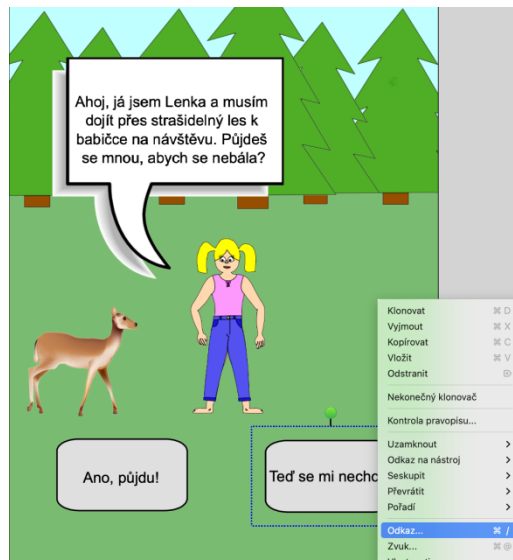 Ahoj, já jsem Lenka a musím
dojít přes strašidelný les k
babičce na návštěvu. Půjdeš
se mnou, abych se nebála?
Ano, půjdu!
Teď se mi necho
Klonovat ⌘ D
Vyjmout ⌘ X
Kopírovat ⌘ C
Vložit ⌘ V
Odstranit ⌦
Nekonečný klonovač
Kontrola pravopisu...
Uzamknout
Odkaz na nástroj
Seskupit
Převrátit
Pořadí
Odkaz... ⌘ /
Zvuk... ⌘ @